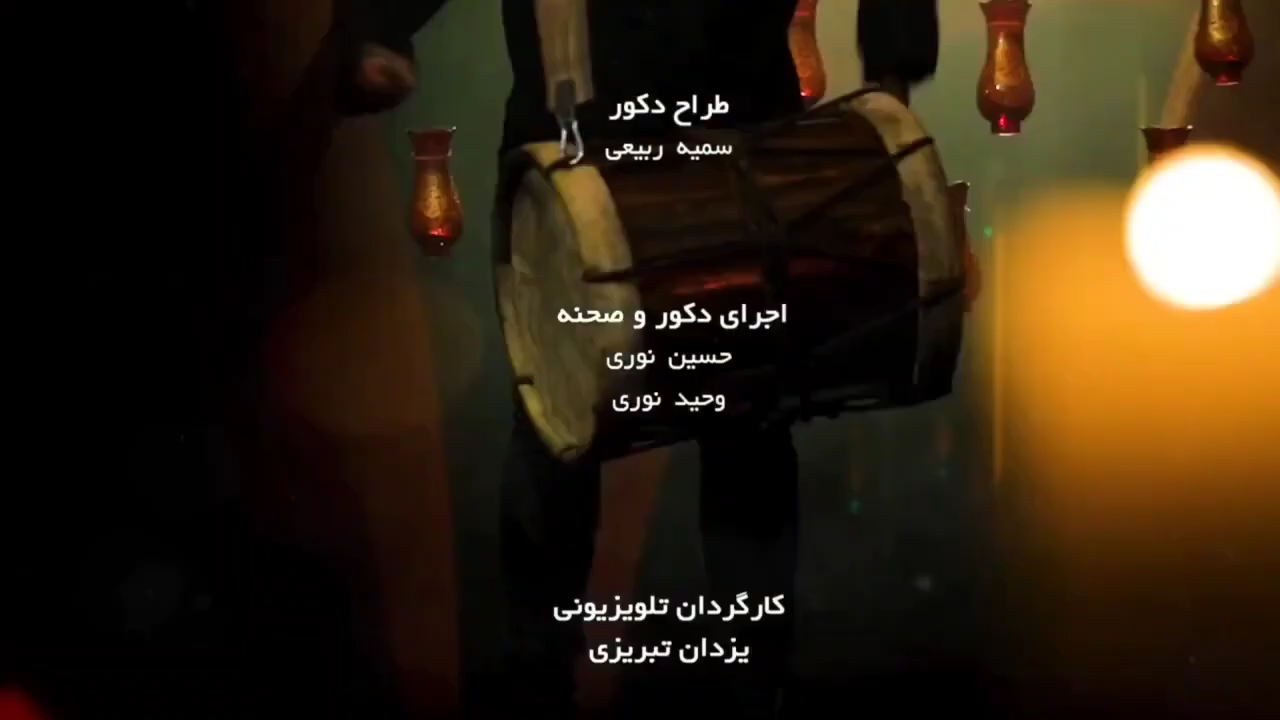 طراح دکور
سمیه ربیعی
اجرای دکور و صحنه
حسین نوری
وحید نوری
کارگردان تلویزیونی
یزدان تبریزی